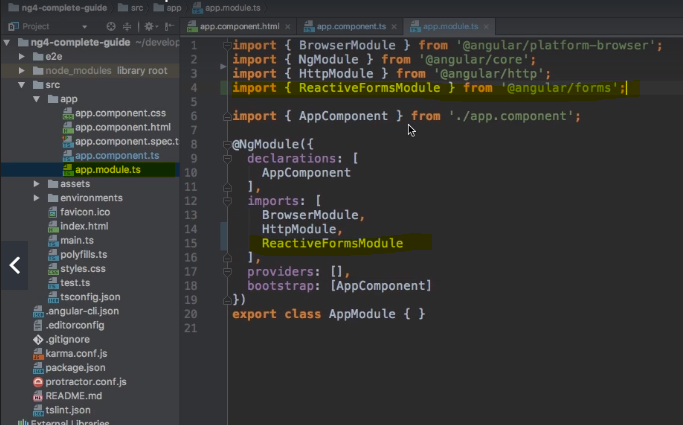 ng4-complete-guide src app app.module.ts
Project
app.component.html × app.component.ts × app.module.ts ×
ng4-complete-guide ~/develop
e2e
node_modules library root
src
app
app.component.css
app.component.html
app.component.spec.t
app.component.ts
app.module.ts
assets
environments
favicon.ico
index.html
main.ts
polyfills.ts
styles.css
test.ts
tsconfig.json
.angular-cli.json
.editorconfig
.gitignore
karma.conf.js
package.json
protractor.conf.js
README.md
tslint.json
External Libraries
1 import { BrowserModule } from '@angular/platform-browser';
2 import { NgModule } from '@angular/core';
3 import { HttpModule } from '@angular/http';
4 import { ReactiveFormsModule } from '@angular/forms';
5
6 import { AppComponent } from './app.component';
7
8 @NgModule({
9 declarations: [
10 AppComponent
11 ],
12 imports: [
13 BrowserModule,
14 HttpModule,
15 ReactiveFormsModule
16 ],
17 providers: [],
18 bootstrap: [AppComponent]
19 })
20 export class AppModule { }
21